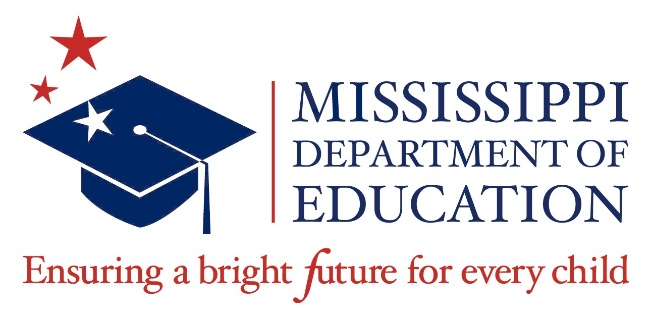 MISSISSIPPI
DEPARTMENT OF
EDUCATION
Ensuring a bright future for every child